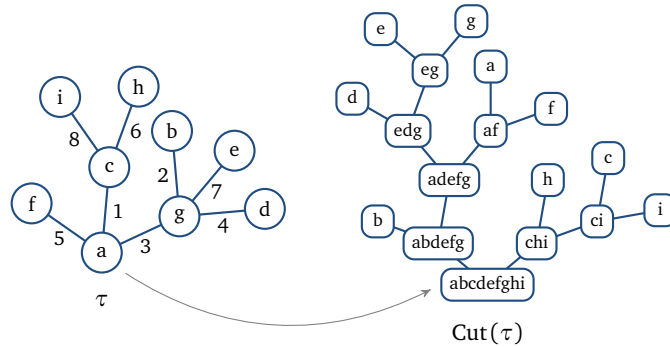 i
h
8
6
c
b
e
2
7
f
1
g
4
d
5
3
a
τ
e
g
eg
a
d
edg
af
f
adefg
h
c
b
abdefg
chi
ci
i
abcdefghi
Cut(τ)